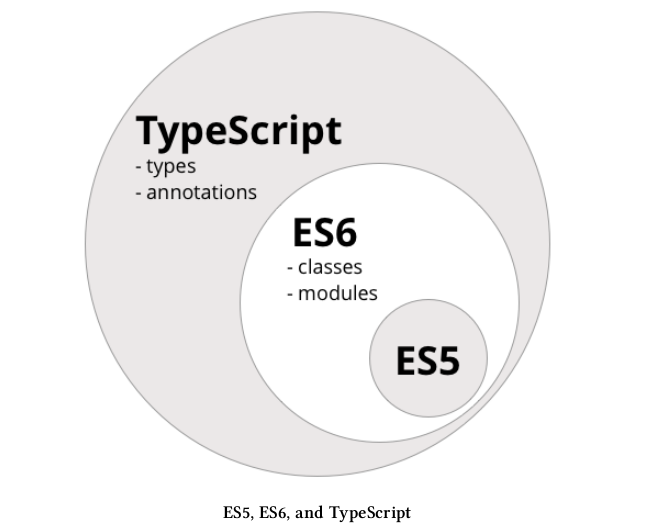 TypeScript
- types
- annotations
ES6
- classes
- modules
ES5
ES5, ES6, and TypeScript